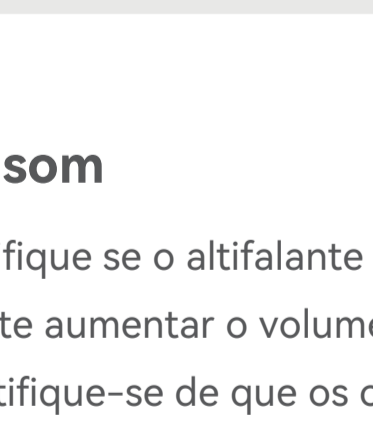 som
fique se o altifalante
te aumentar o volume
tifique-se de que os